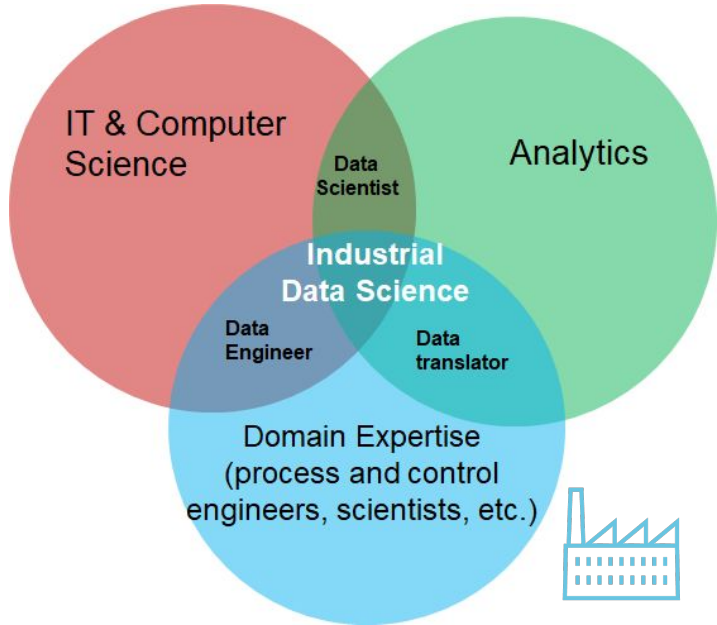 IT & Computer
Science
Analytics
Data
Scientist
Industrial
Data Science
Data
Engineer
Data
translator
Domain Expertise
(process and control
engineers, scientists, etc.)